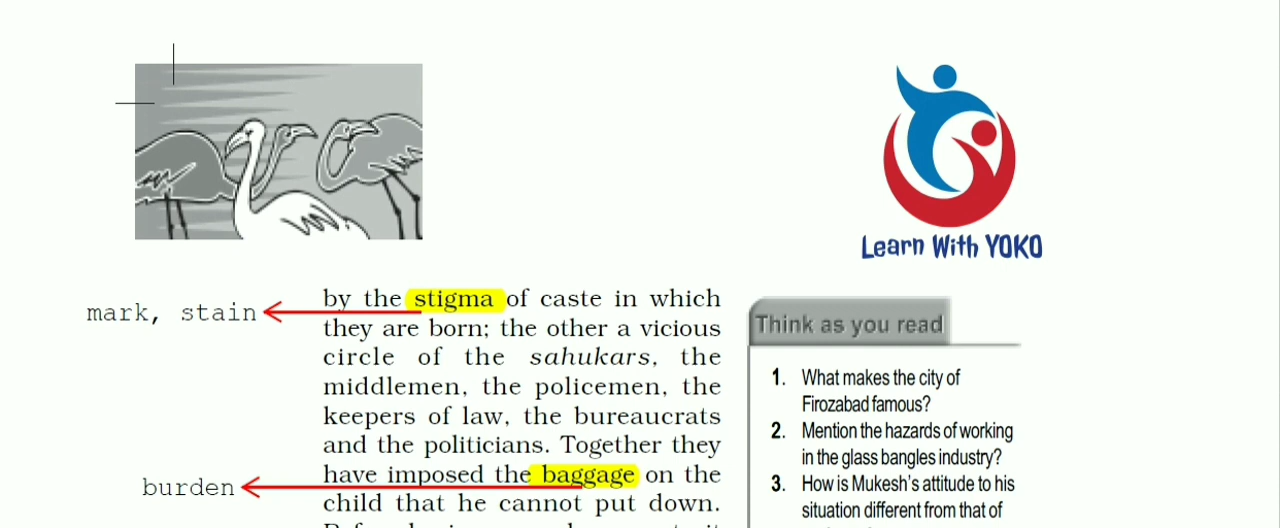 Learn With YOKO
mark, stain
by the stigma of caste in which
they are born; the other a vicious
circle of the sahukars, the
middlemen, the policemen, the
keepers of law, the bureaucrats
and the politicians. Together they
have imposed the baggage on the
child that he cannot put down.
burden
Think as you read
1. What makes the city of
Firozabad famous?
2. Mention the hazards of working
in the glass bangles industry?
3. How is Mukesh's attitude to his
situation different from that of